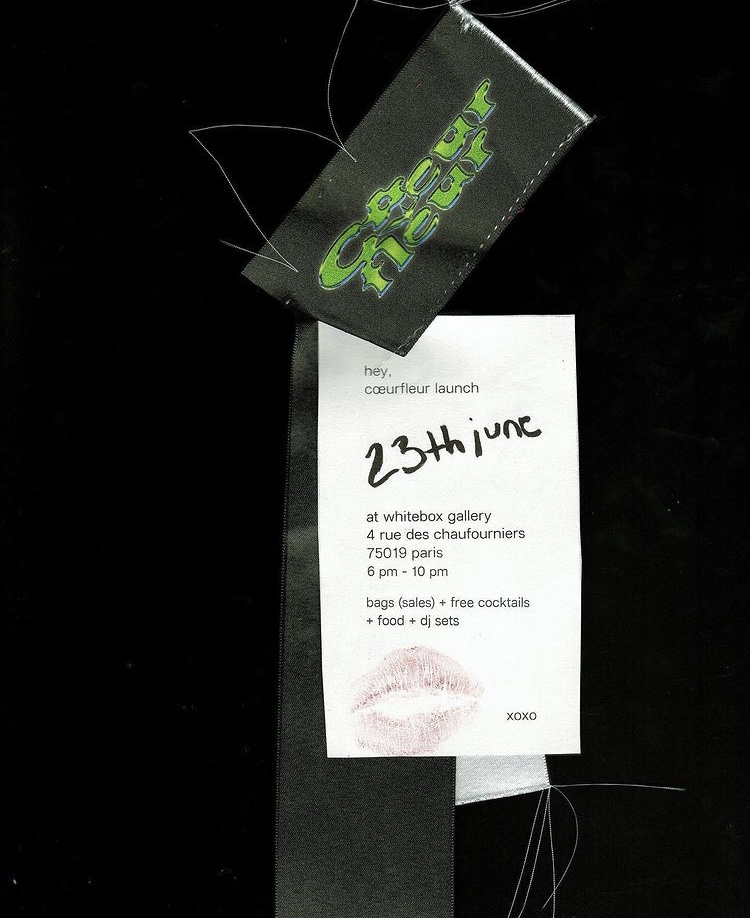 Cœur
fleur
hey,
cœurfleur launch
23th june
at whitebox gallery
4 rue des chaufourniers
75019 paris
6 pm - 10 pm
bags (sales) + free cocktails
+ food + dj sets
xoxo